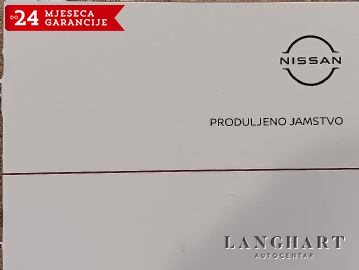 DO 24 MJESECA
GARANCIJE
NISSAN
PRODULJENO JAMSTVO
LANGHART
AUTOCENTAR